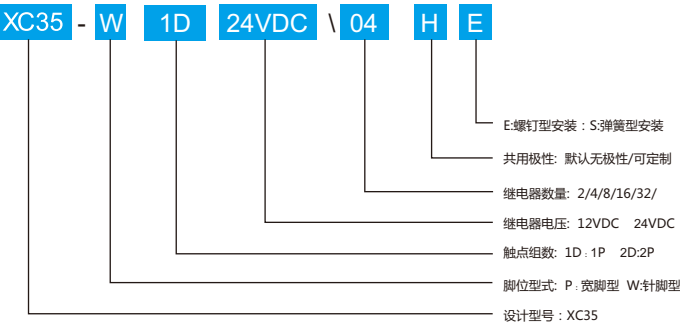 XC35 - W 1D 24VDC \ 04 H E
E:螺钉型安装：S:弹簧型安装
共用极性: 默认无极性/可定制
继电器数量: 2/4/8/16/32/
继电器电压: 12VDC 24VDC
触点组数: 1D：1P 2D:2P
脚位型式: P：宽脚型 W:针脚型
设计型号：XC35